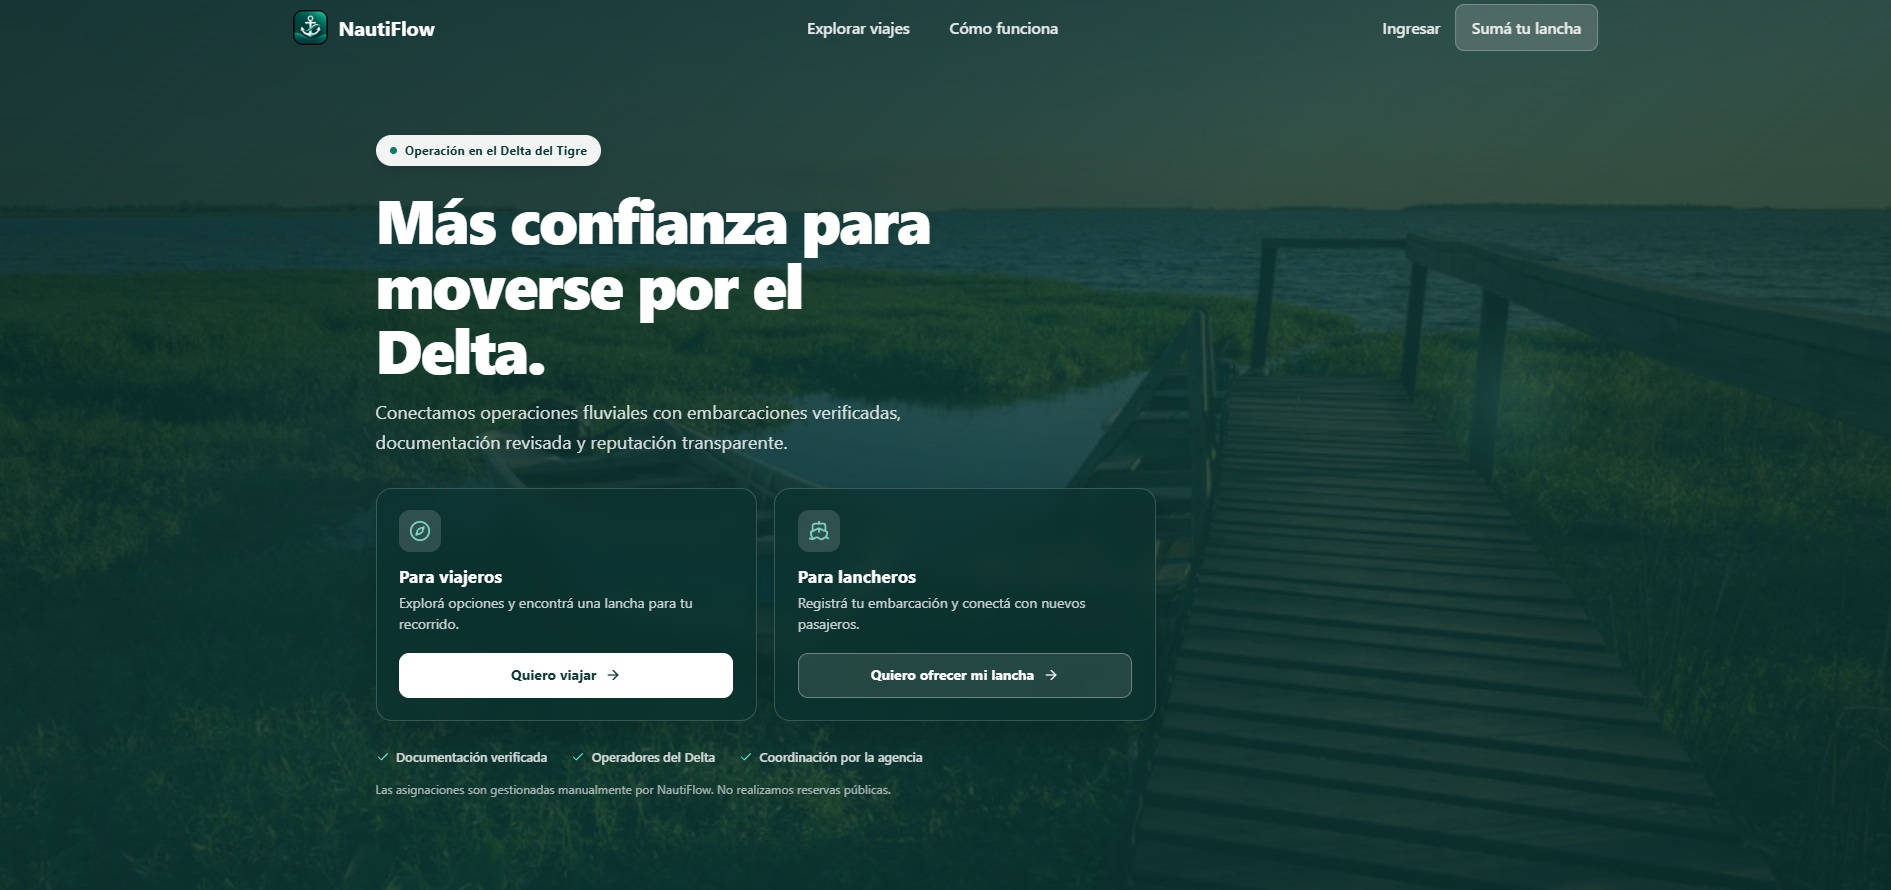 NautiFlow
Explorar viajes
Cómo funciona
Ingresar
Sumá tu lancha
Operación en el Delta del Tigre
Más confianza para
moverse por el
Delta.
Conectamos operaciones fluviales con embarcaciones verificadas,
documentación revisada y reputación transparente.
Para viajeros
Explorá opciones y encontrá una lancha para tu
recorrido.
Quiero viajar
Para lancheros
Registrá tu embarcación y conectá con nuevos
pasajeros.
Quiero ofrecer mi lancha
Documentación verificada
Operadores del Delta
Coordinación por la agencia
Las asignaciones son gestionadas manualmente por NautiFlow. No realizamos reservas públicas.